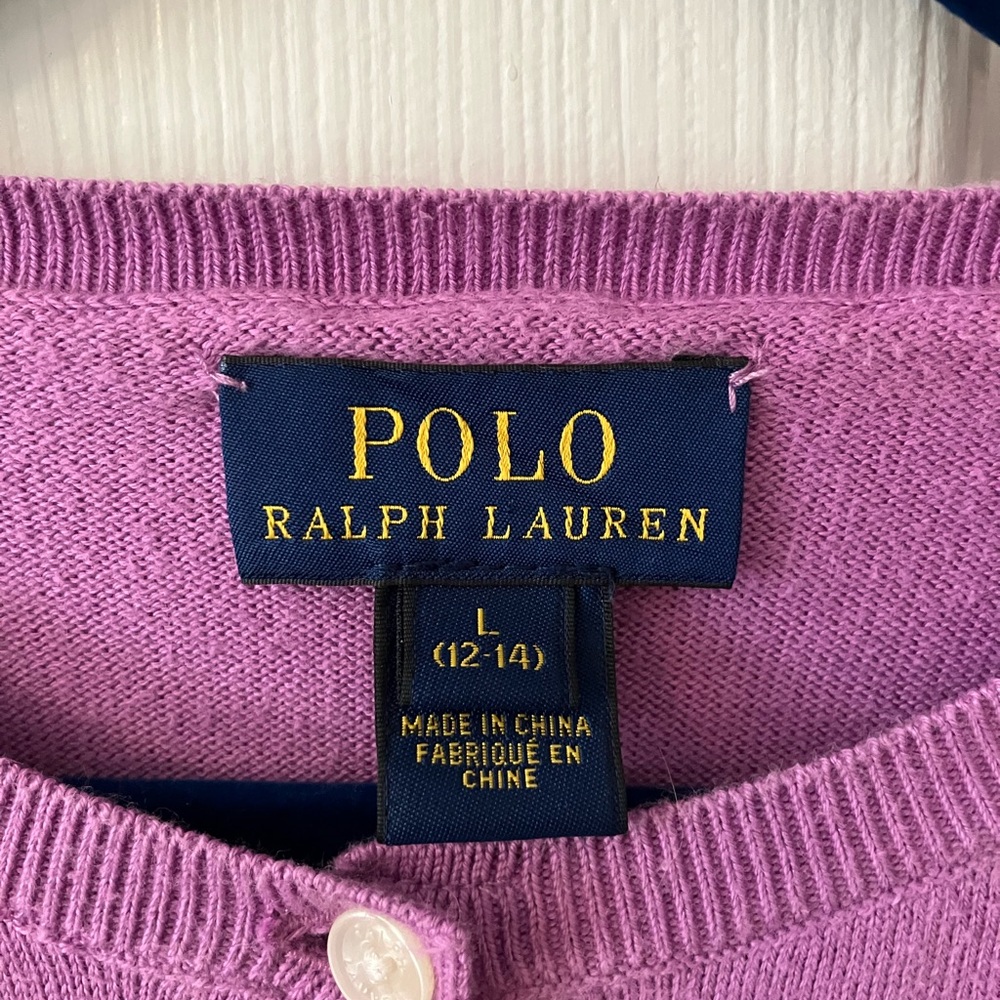 POLO
RALPH LAUREN
L
(12-14)
MADE IN CHINA
FABRIQUÉ EN
CHINE